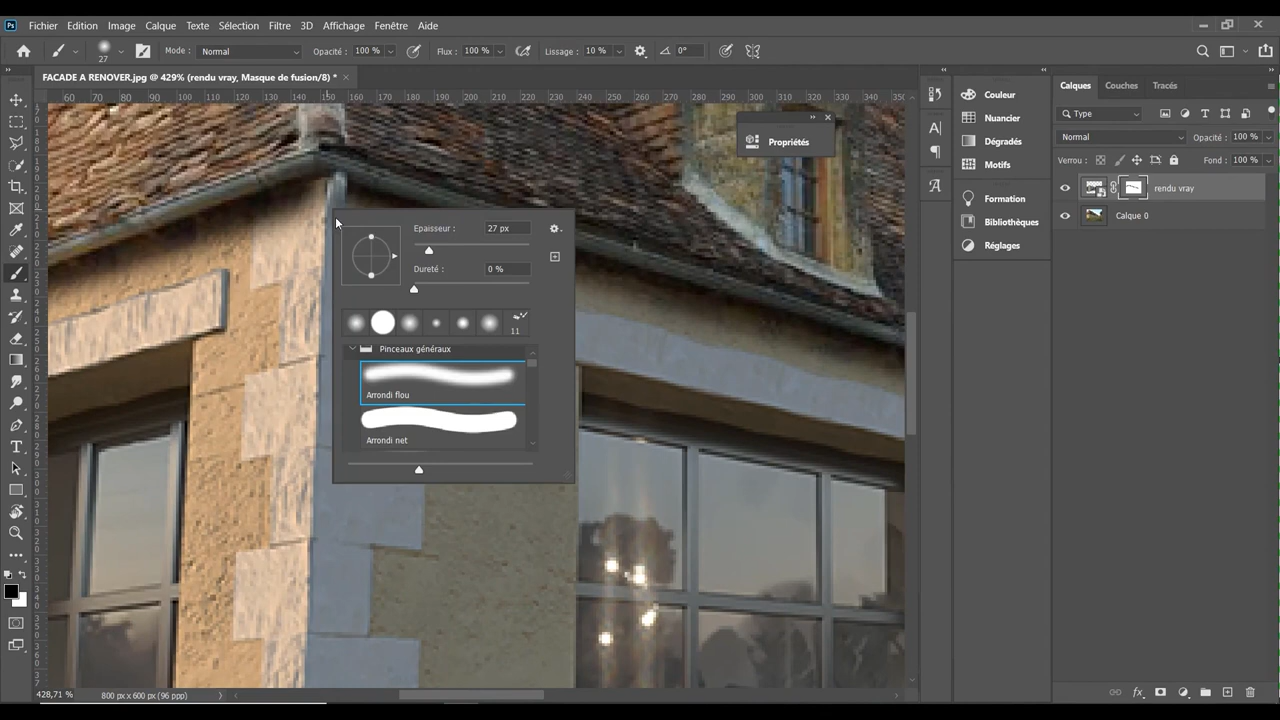 Ps Fichier Edition Image Calque Texte Sélection Filtre 3D Affichage Fenêtre Aide
27 Mode : Normal Opacité : 100 % Flux : 100 % Lissage : 10 % 0°
FACADE A RENOVER.jpg @ 429% (rendu vray, Masque de fusion/8) *
60 70 80 90 100 110 120 130 140 150 160 170 180 190 200 210 220 230 240 250 260 270 280 290 300 310 320 330 340 350
Propriétés
Epaisseur : 27 px
Dureté : 0 %
11
Pinceaux généraux
Arrondi flou
Arrondi net
428,71 % 800 px x 600 px (96 ppp)
Couleur
Nuancier
Dégradés
Motifs
Formation
Bibliothèques
Réglages
Calques Couches Tracés
Type
Normal Opacité : 100 %
Verrou : Fond : 100 %
rendu vray
Calque 0